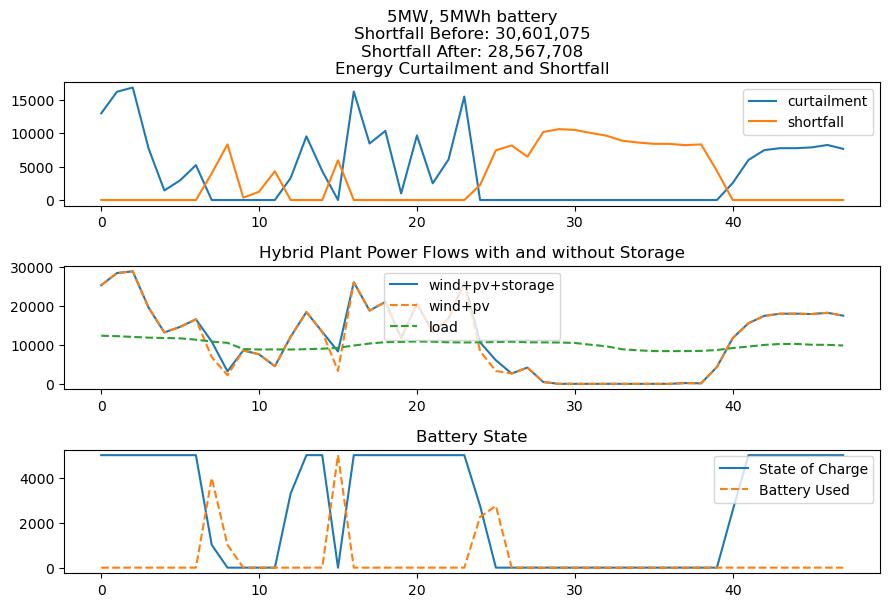 5MW, 5MWh battery
Shortfall Before: 30,601,075
Shortfall After: 28,567,708
Energy Curtailment and Shortfall
15000
10000
5000
0
curtailment
shortfall
0
10
20
30
40
Hybrid Plant Power Flows with and without Storage
30000
20000
10000
0
wind+pv+storage
wind+pv
load
0
10
20
30
40
Battery State
4000
2000
0
State of Charge
Battery Used
0
10
20
30
40